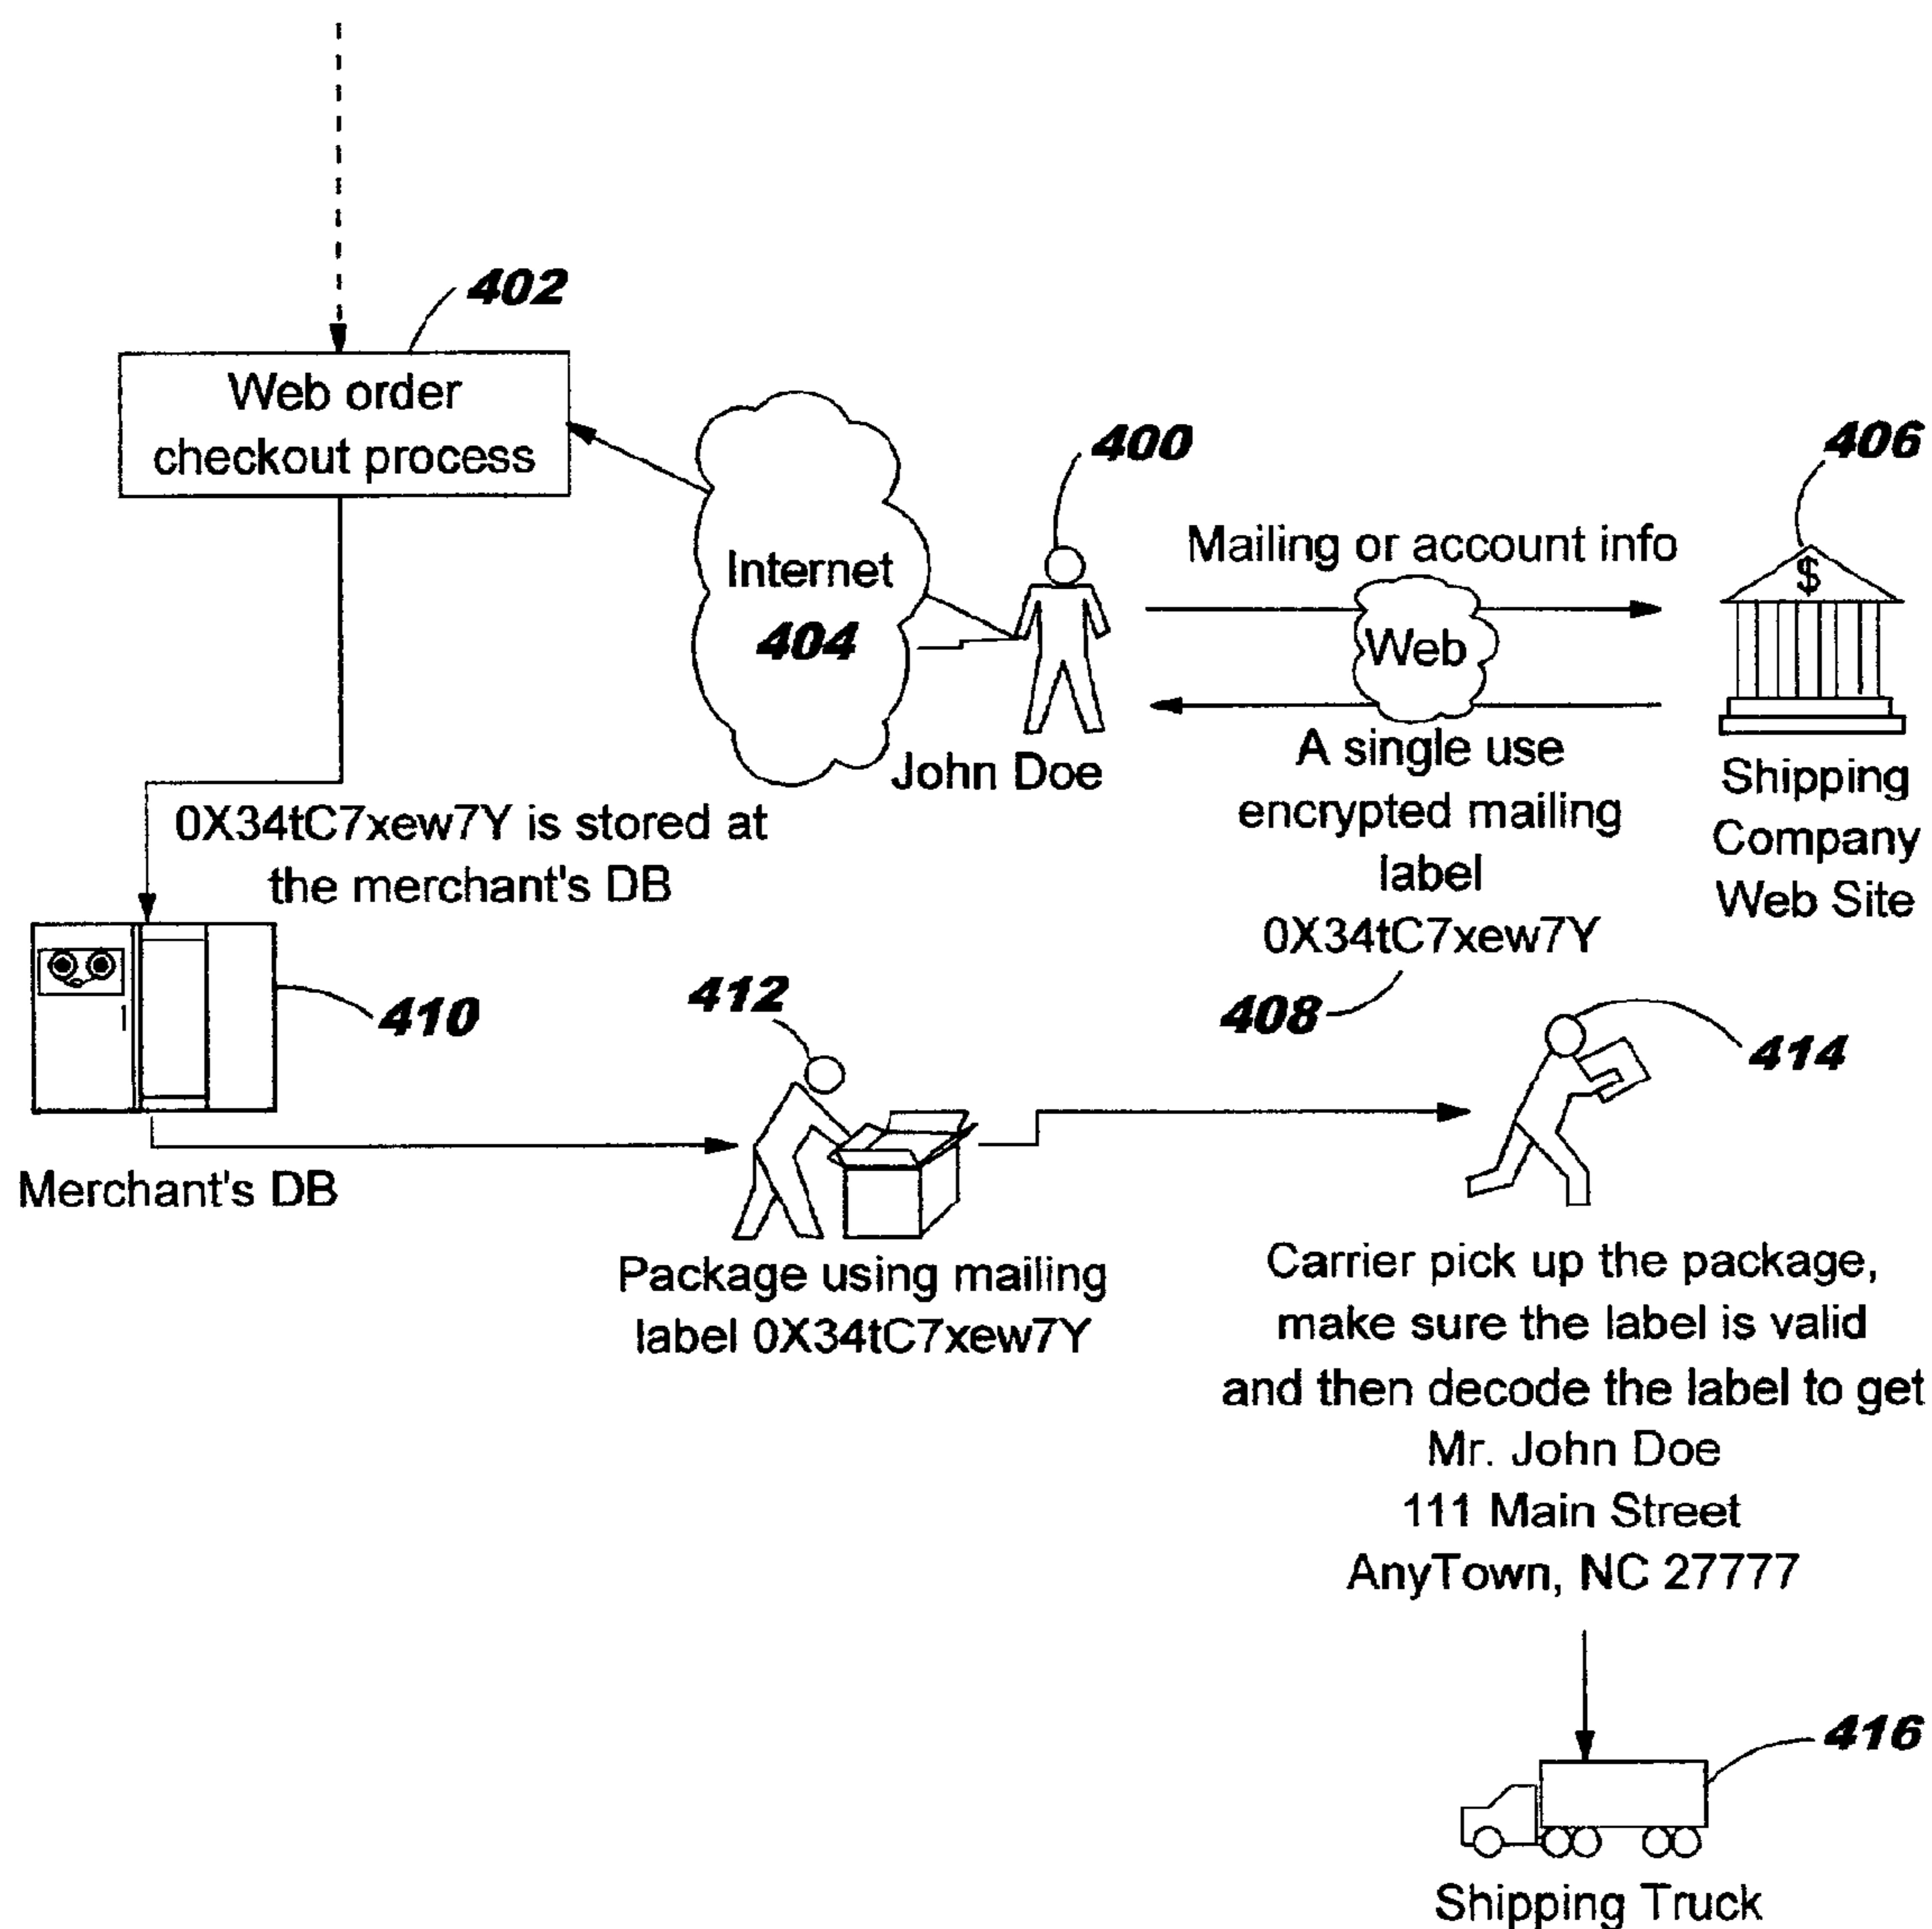 402
Web order
checkout process
400
406
Mailing or account info
Internet
404
$
Web
John Doe
A single use
encrypted mailing
label
0X34tC7xew7Y
408
Shipping
Company
Web Site
0X34tC7xew7Y is stored at
the merchant's DB
410
Merchant's DB
412
Package using mailing
label 0X34tC7xew7Y
414
Carrier pick up the package,
make sure the label is valid
and then decode the label to get
Mr. John Doe
111 Main Street
AnyTown, NC 27777
416
Shipping Truck